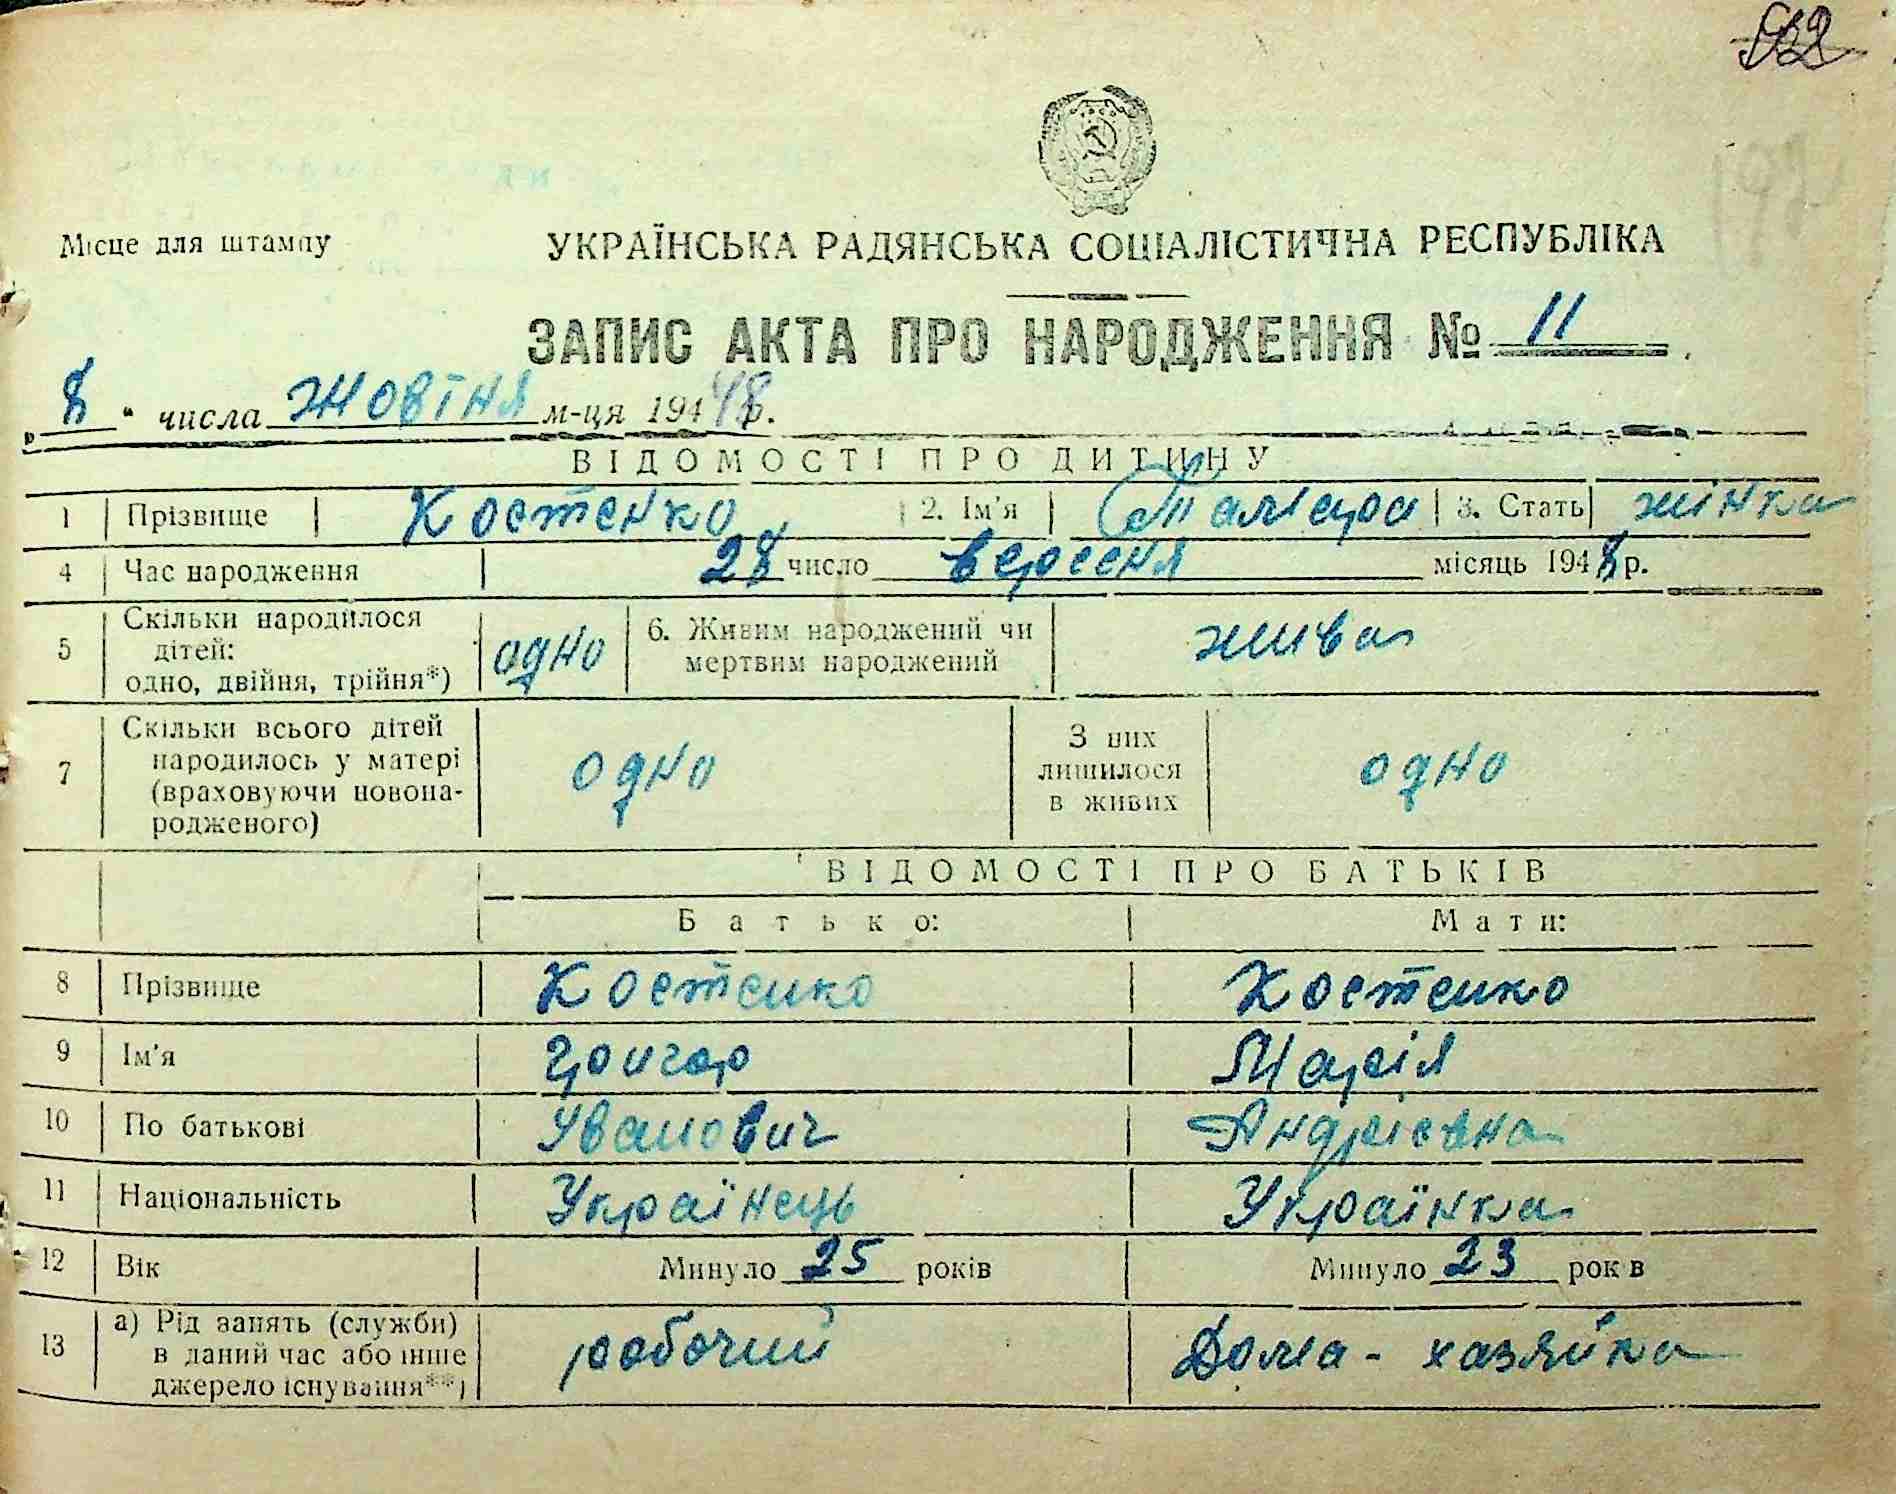 Місце для штампу
УКРАЇНСЬКА РАДЯНСЬКА СОЦІАЛІСТИЧНА РЕСПУБЛІКА
ЗАПИС АКТА ПРО НАРОДЖЕННЯ № 11
„ 8 “ числа жовтня м-ця 1948 р.
ВІДОМОСТІ ПРО ДИТИНУ
1 Прізвище Костенко 2. Ім'я Таміцра 3. Стать жінка
4 Час народження 28 число вересня місяць 1948 р.
5 Скільки народилося дітей: одно, двійня, трійня*) одно 6. Живим народжений чи мертвим народжений жива
7 Скільки всього дітей народилось у матері (враховуючи новонародженого) одно З них лишилося в живих одно
ВІДОМОСТІ ПРО БАТЬКІВ
Батько: Мати:
8 Прізвище Костенко Костенко
9 Ім'я Григор Марія
10 По батькові Иванович Андріевна
11 Національність Українець Українка
12 Вік Минуло 25 років Минуло 23 рок в
13 а) Рід занять (служби) в даний час або інше джерело існування**) робочий Дома - хазяйка